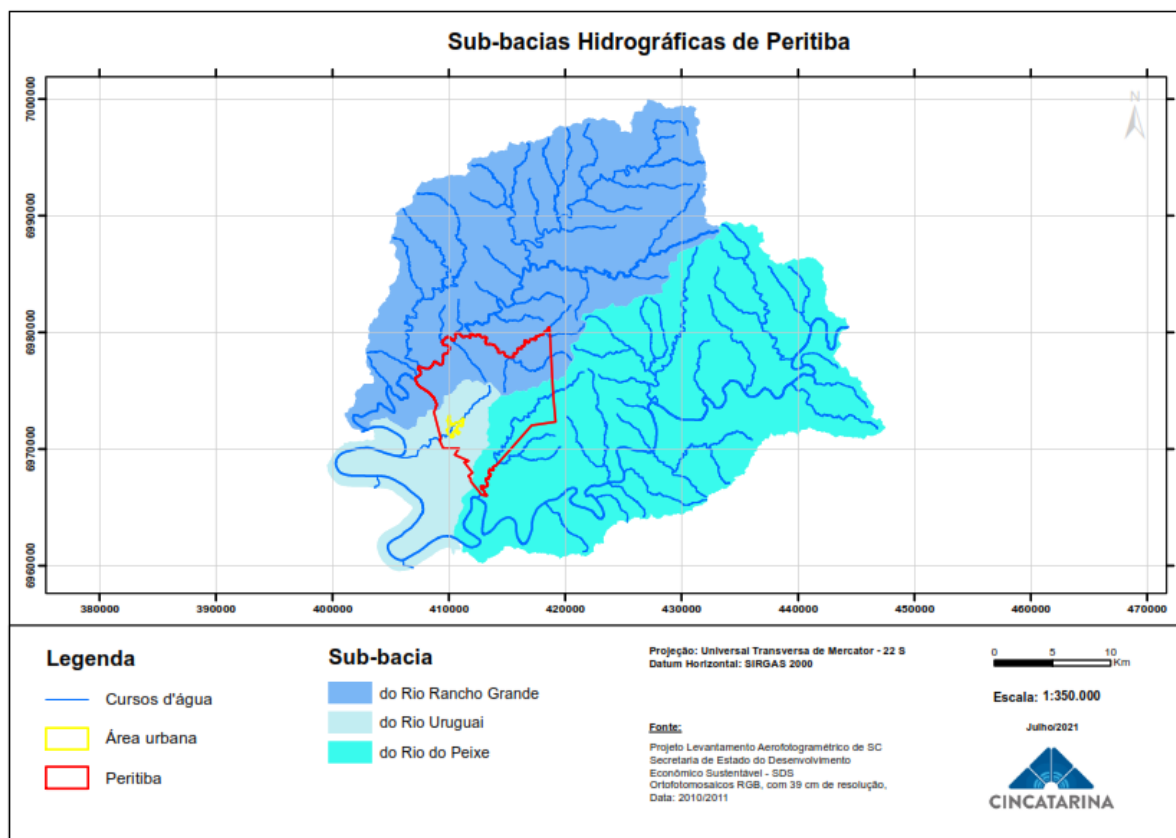 Sub-bacias Hidrográficas de Peritiba
7000000
6990000
6980000
6970000
6960000
N
380000
390000
400000
410000
420000
430000
440000
450000
460000
470000
Legenda
Cursos d'água
Área urbana
Peritiba
Sub-bacia
do Rio Rancho Grande
do Rio Uruguai
do Rio do Peixe
Projeção: Universal Transversa de Mercator - 22 S
Datum Horizontal: SIRGAS 2000
Fonte:
Projeto Levantamento Aerofotogramétrico de SC
Secretaria de Estado do Desenvolvimento
Econômico Sustentável - SDS
Ortofotomosaicos RGB, com 39 cm de resolução,
Data: 2010/2011
0 5 10
Km
Escala: 1:350.000
Julho/2021
CINCATARINA